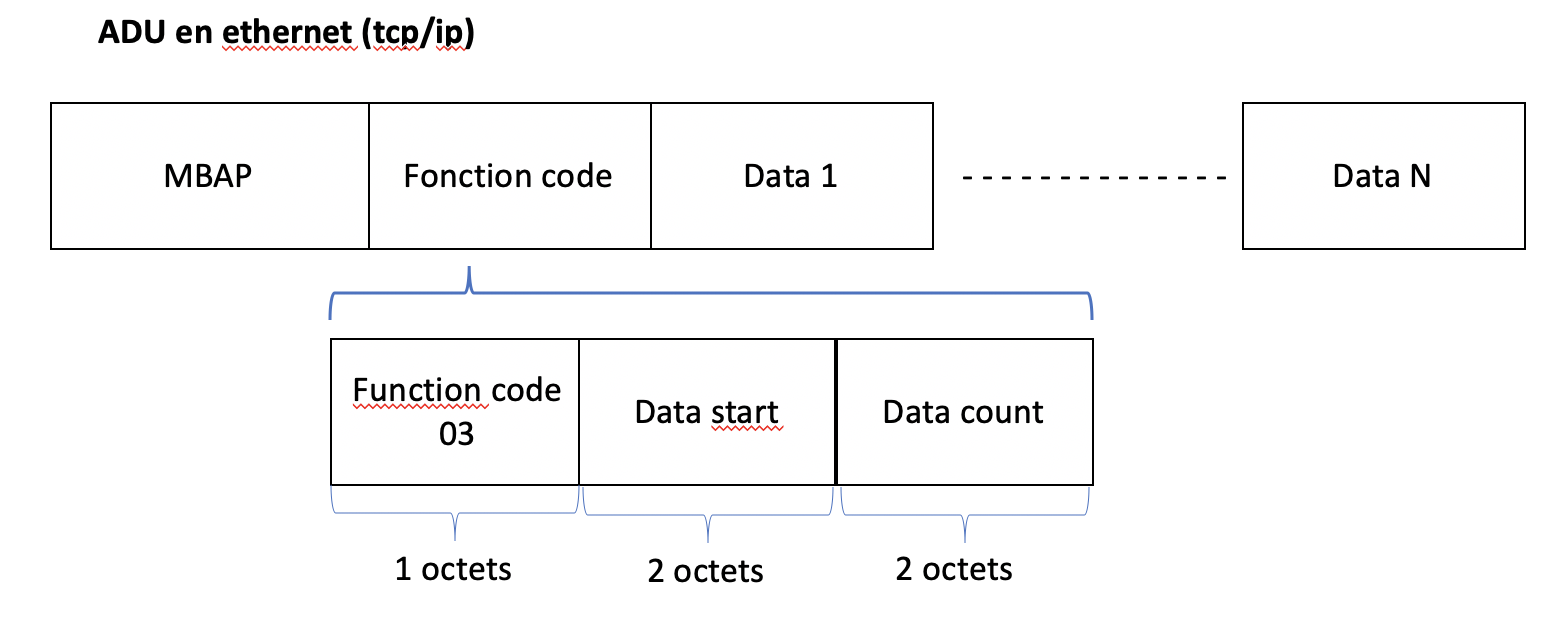 ADU en ethernet (tcp/ip)
MBAP
Fonction code
Data 1
Data N
Function code
03
Data start
Data count
1 octets
2 octets
2 octets